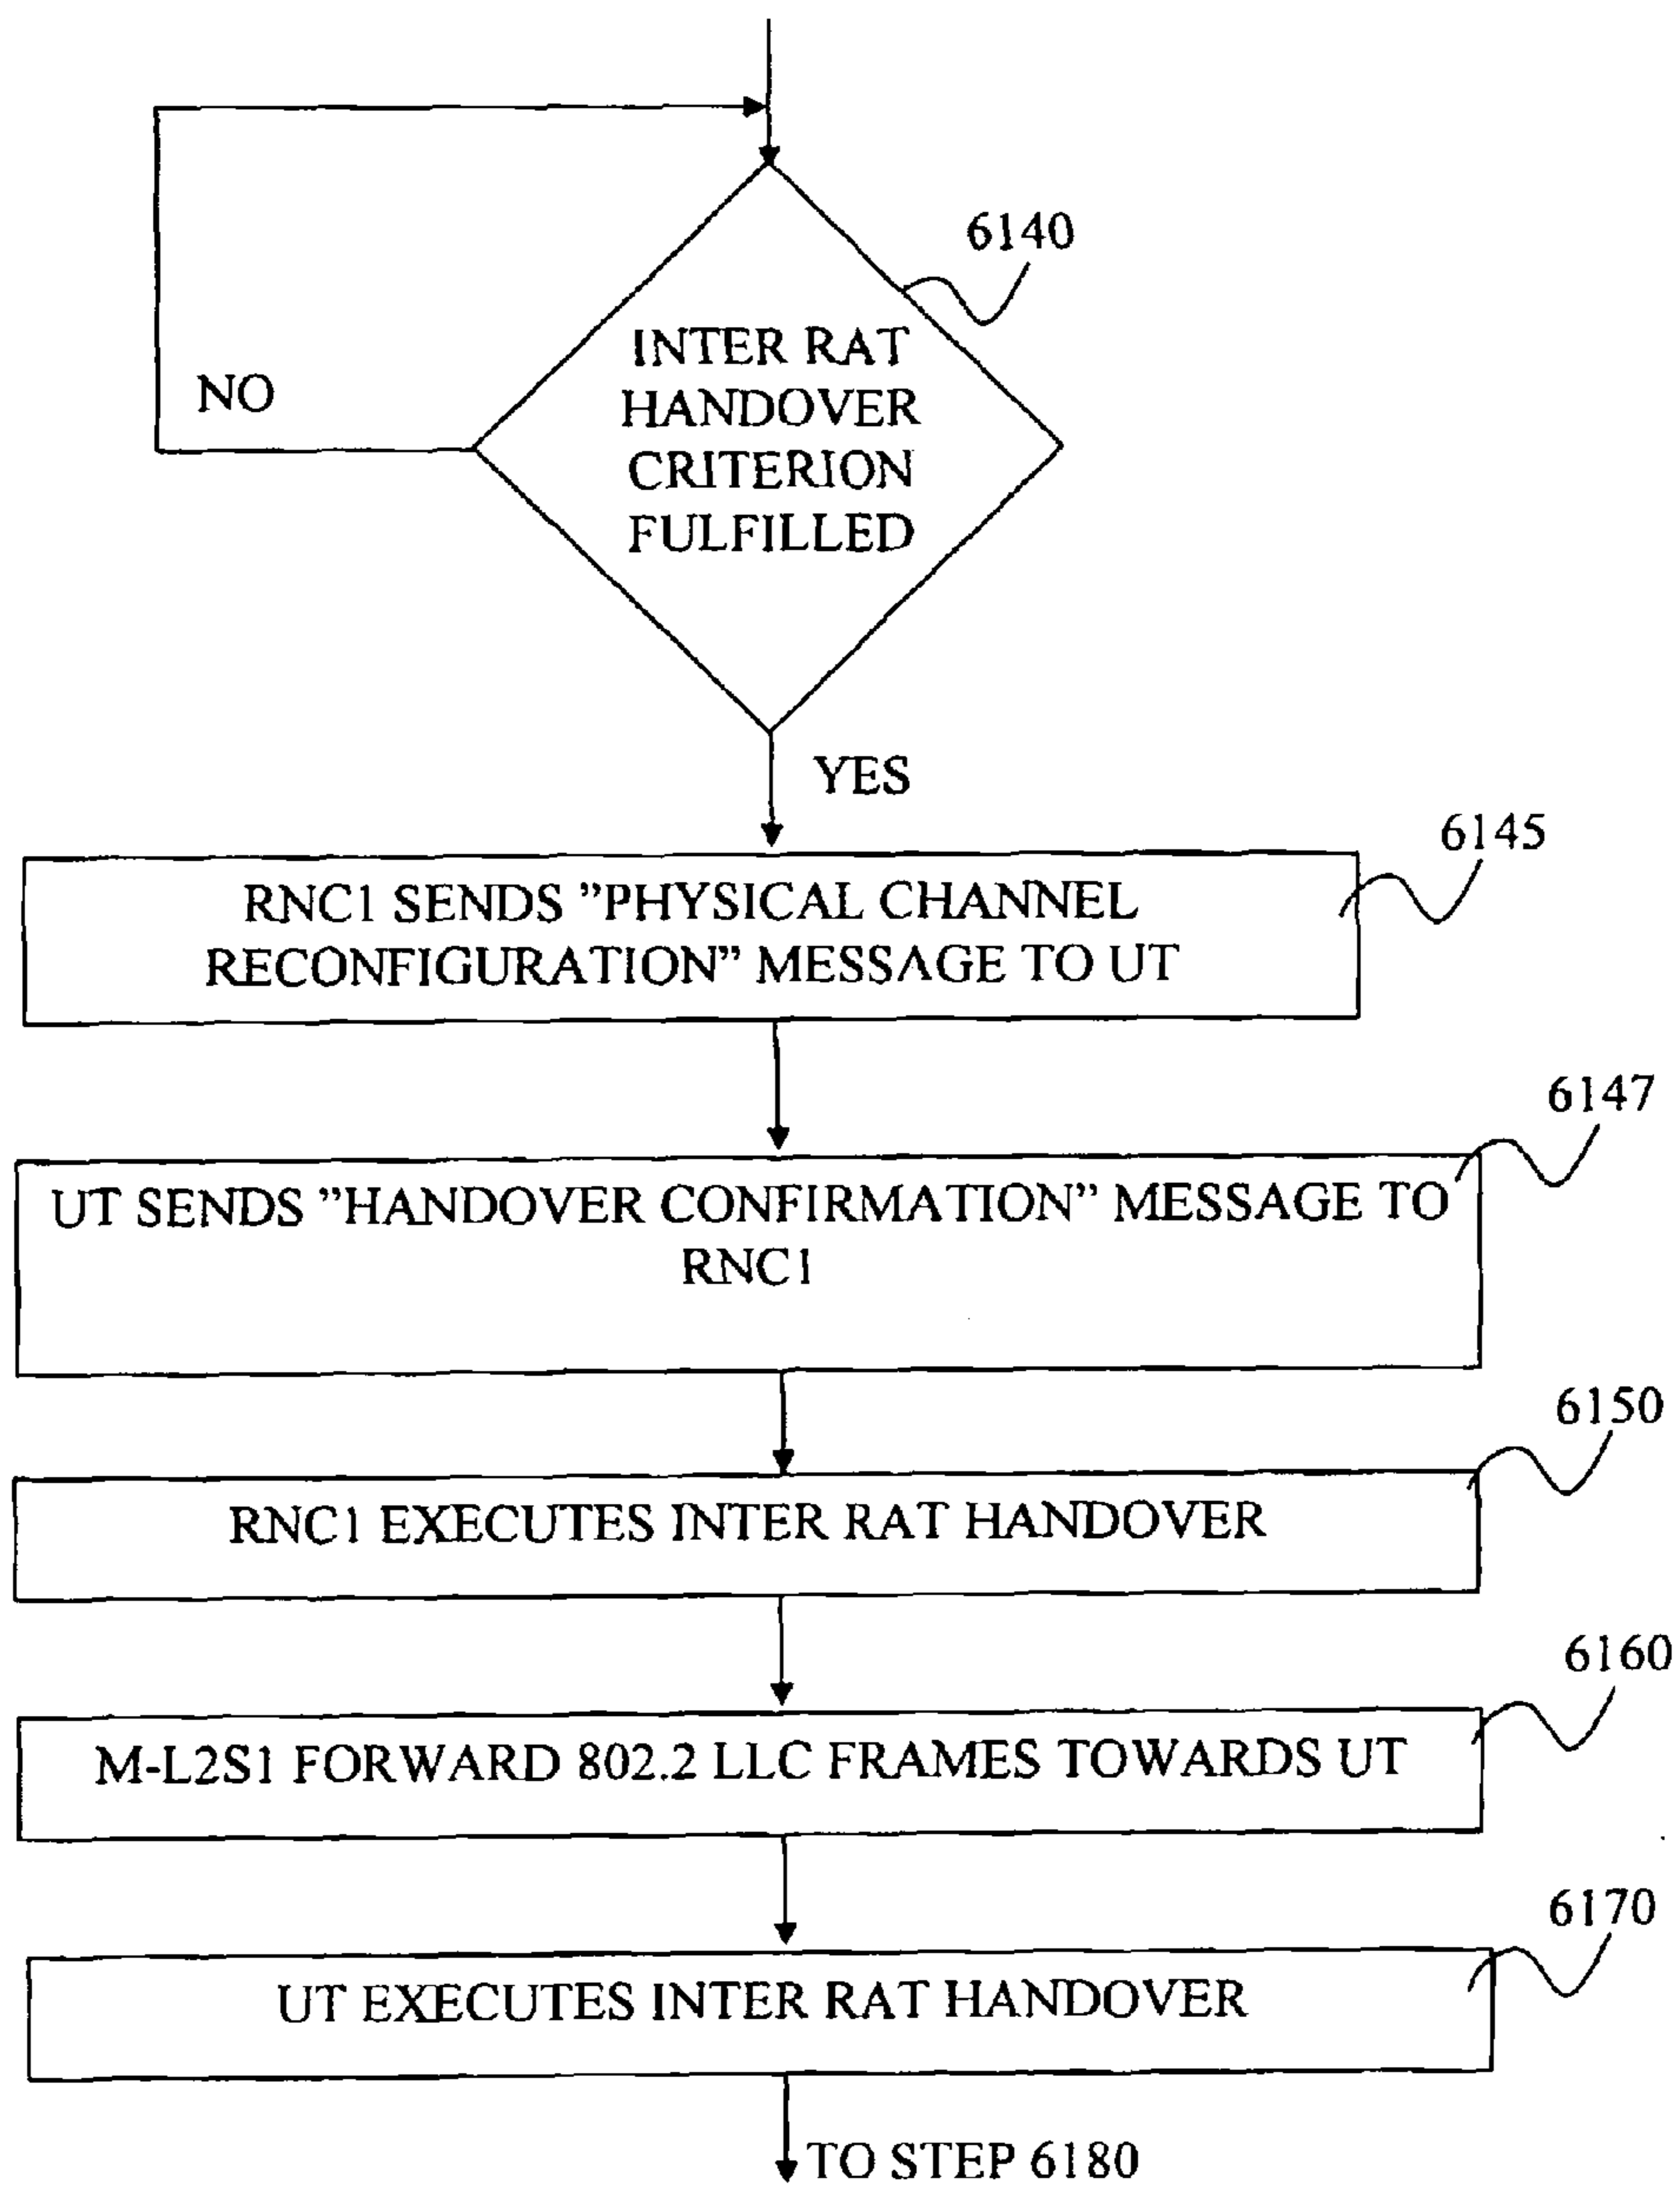 6140
INTER RAT
HANDOVER
CRITERION
FULFILLED
NO
YES
6145
RNC1 SENDS ”PHYSICAL CHANNEL
RECONFIGURATION” MESSAGE TO UT
6147
UT SENDS ”HANDOVER CONFIRMATION” MESSAGE TO
RNC1
6150
RNC1 EXECUTES INTER RAT HANDOVER
6160
M-L2S1 FORWARD 802.2 LLC FRAMES TOWARDS UT
6170
UT EXECUTES INTER RAT HANDOVER
TO STEP 6180